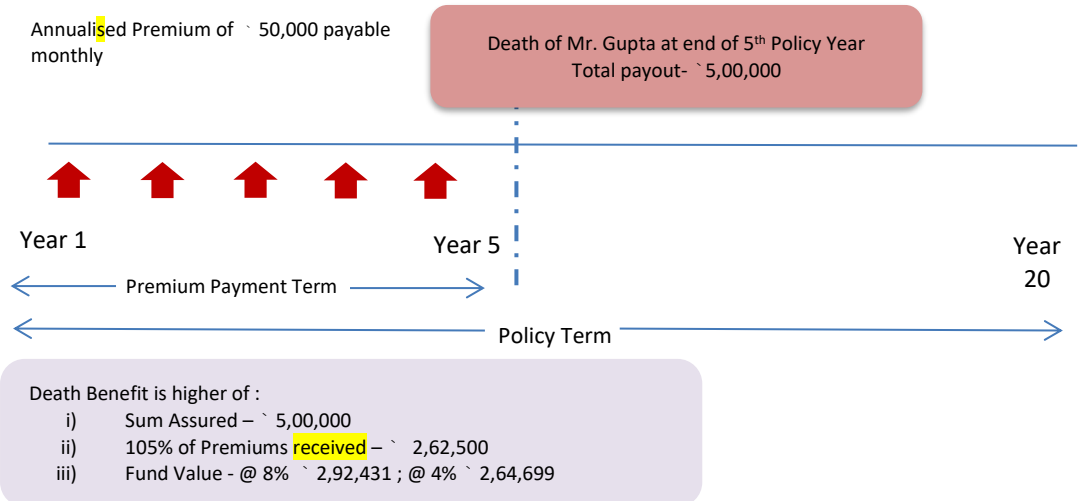 Annualised Premium of ` 50,000 payable
monthly
Death of Mr. Gupta at end of 5th Policy Year
Total payout- ` 5,00,000
Year 1
Year 5
Year
20
Premium Payment Term
Policy Term
Death Benefit is higher of :
i) Sum Assured – ` 5,00,000
ii) 105% of Premiums received – ` 2,62,500
iii) Fund Value - @ 8% ` 2,92,431 ; @ 4% ` 2,64,699